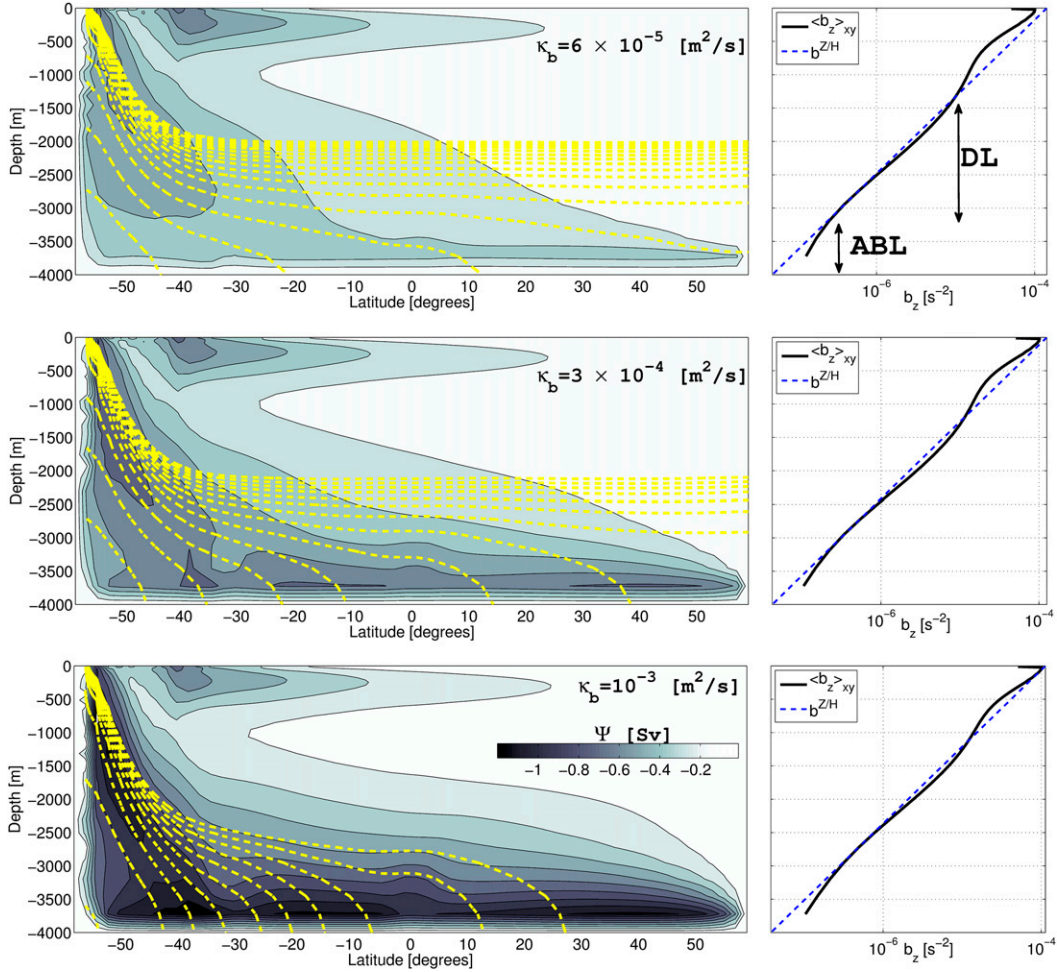 0
−500
−1000
−1500
−2000
−2500
−3000
−3500
−4000
Depth [m]
κb=6 × 10−5 [m2/s]
−50 −40 −30 −20 −10 0 10 20 30 40 50
Latitude [degrees]
<bz>xy
bZ/H
DL
ABL
10−6 10−4
bz [s−2]
0
−500
−1000
−1500
−2000
−2500
−3000
−3500
−4000
Depth [m]
κb=3 × 10−4 [m2/s]
−50 −40 −30 −20 −10 0 10 20 30 40 50
Latitude [degrees]
<bz>xy
bZ/H
10−6 10−4
bz [s−2]
0
−500
−1000
−1500
−2000
−2500
−3000
−3500
−4000
Depth [m]
κb=10−3 [m2/s]
Ψ [Sv]
−1 −0.8 −0.6 −0.4 −0.2
−50 −40 −30 −20 −10 0 10 20 30 40 50
Latitude [degrees]
<bz>xy
bZ/H
10−6 10−4
bz [s−2]